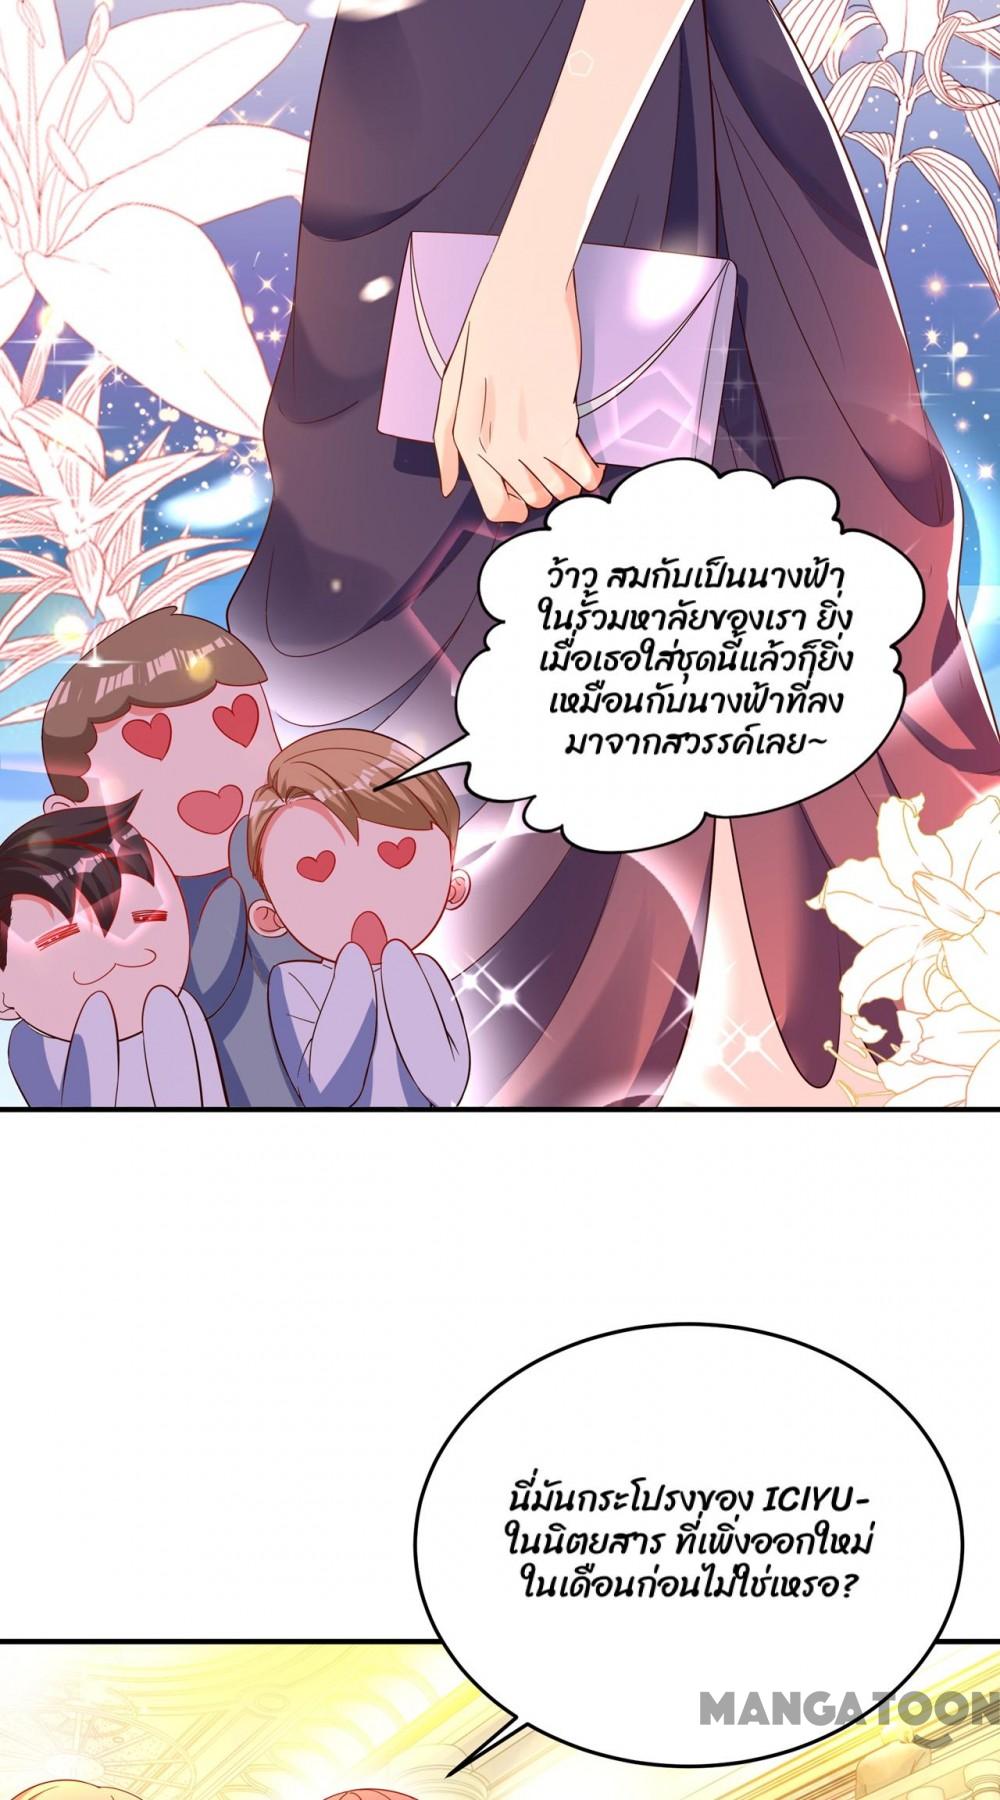 ว้าว สมกับเป็นนางฟ้า
ในรั้วมหาลัยของเรา ยิ่ง
เมื่อเธอใส่ชุดนี้แล้วก็ยิ่ง
เหมือนกับนางฟ้าที่ลง
มาจากสวรรค์เลย~
นี่มันกระโปรงของ ICIYU-
ในนิตยสาร ที่เพิ่งออกใหม่
ในเดือนก่อนไม่ใช่เหรอ?
MANGATOON